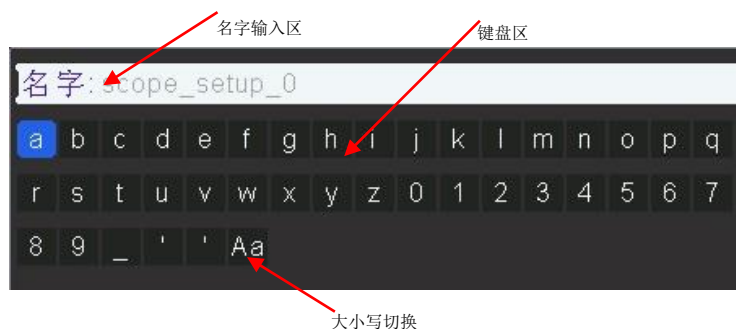 名字输入区
键盘区
名字:scope_setup_0
a b c d e f g h i j k l m n o p q
r s t u v w x y z 0 1 2 3 4 5 6 7
8 9 _ ' ' Aa
大小写切换